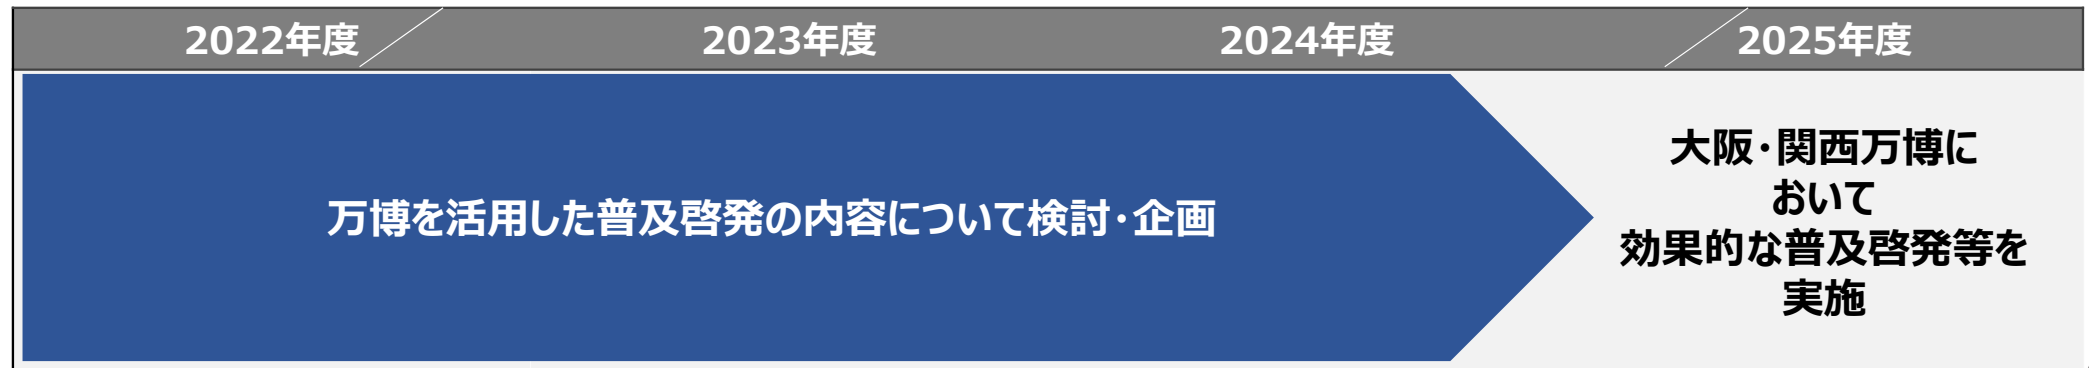 2022年度 2023年度 2024年度 2025年度
万博を活用した普及啓発の内容について検討・企画
大阪・関西万博に
おいて
効果的な普及啓発等を
実施